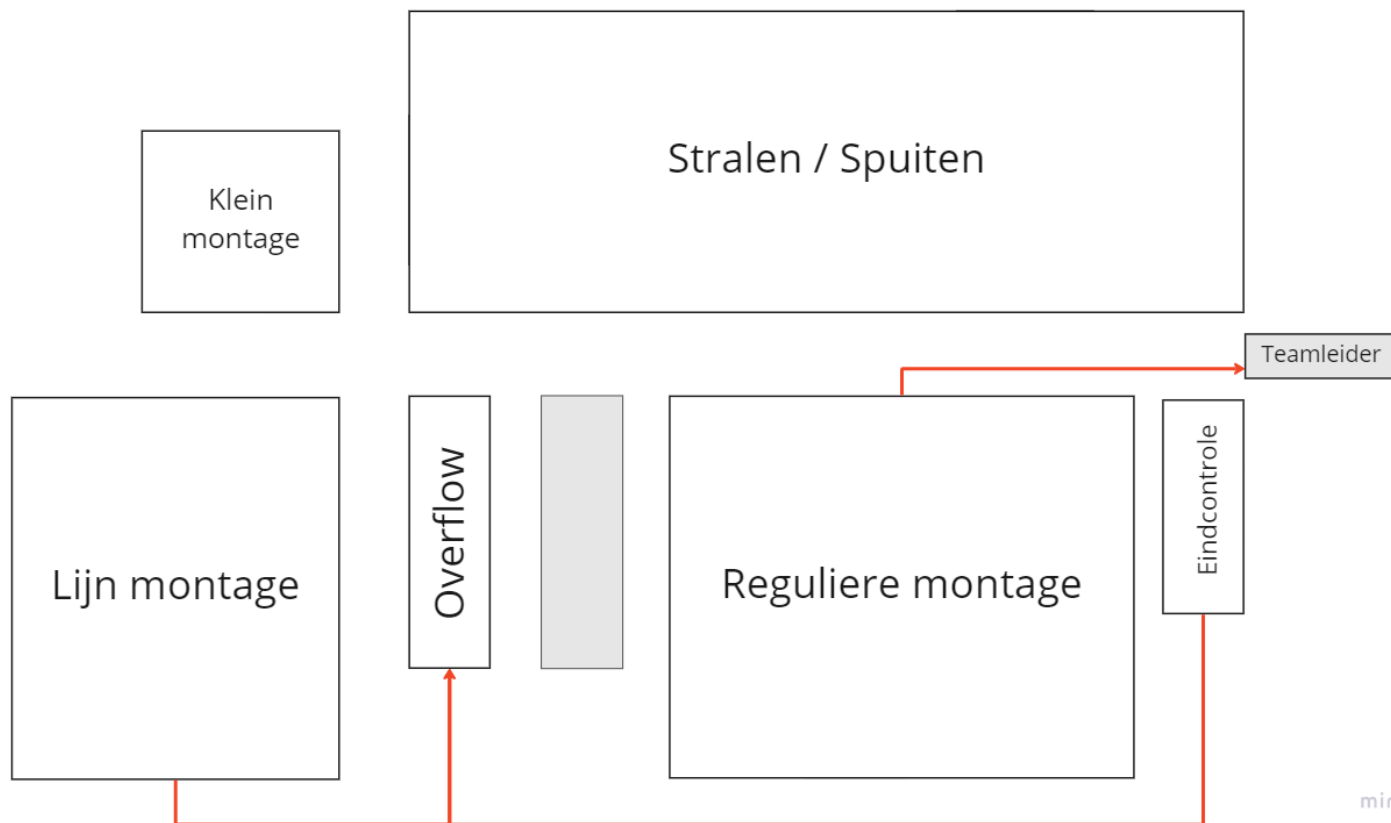 Stralen / Spuiten
Klein
montage
Teamleider
Lijn montage
Overflow
Reguliere montage
Eindcontrole